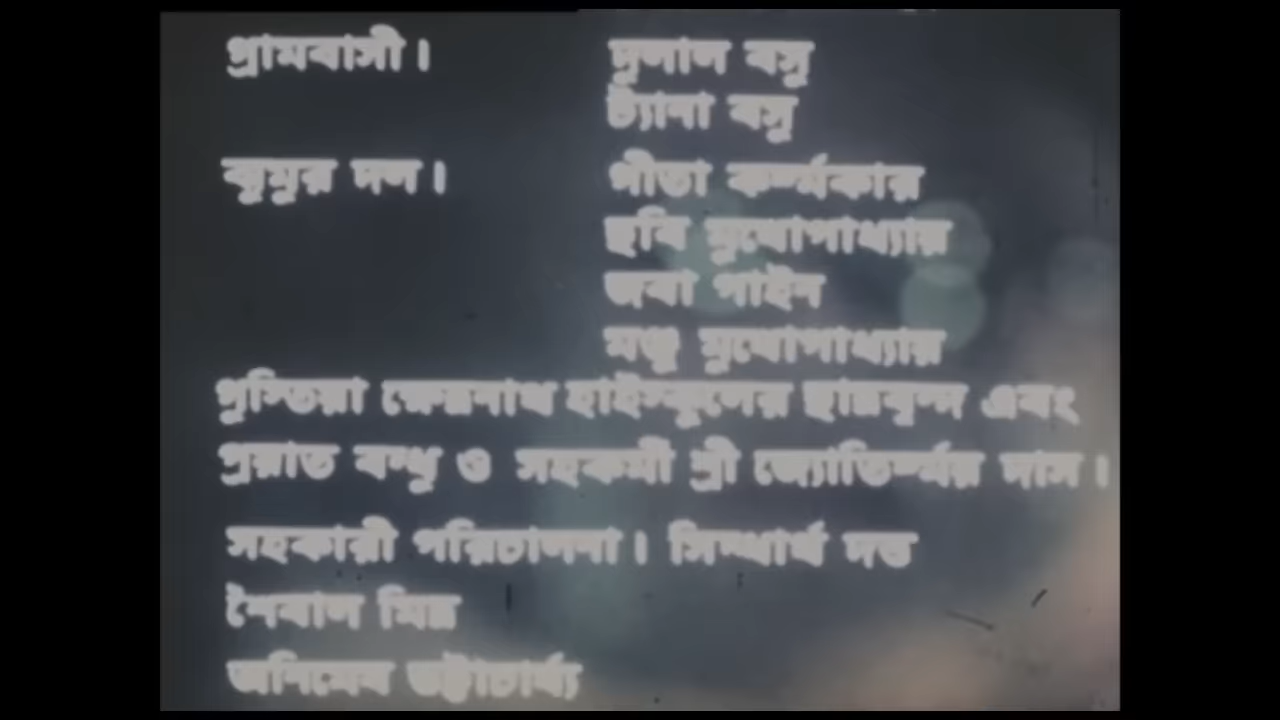 গ্রামবাসী। দুলাল বসু
ট্যানা বসু
ঝুমুর দল। গীতা কর্ম্মকার
ছবি মুখোপাধ্যায়
জবা পাইন
মঞ্জু মুখোপাধ্যায়
পুস্তিয়া ক্ষেত্রনাথ হাইস্কুলের ছাত্রবৃন্দ এবং
প্রয়াত বন্ধু ও সহকর্মী শ্রী জ্যোতির্ম্ময় দাস।
সহকারী পরিচালনা। সিদ্ধার্থ দত্ত
শৈবাল মিত্র
অনিমেষ ভট্টাচার্য্য